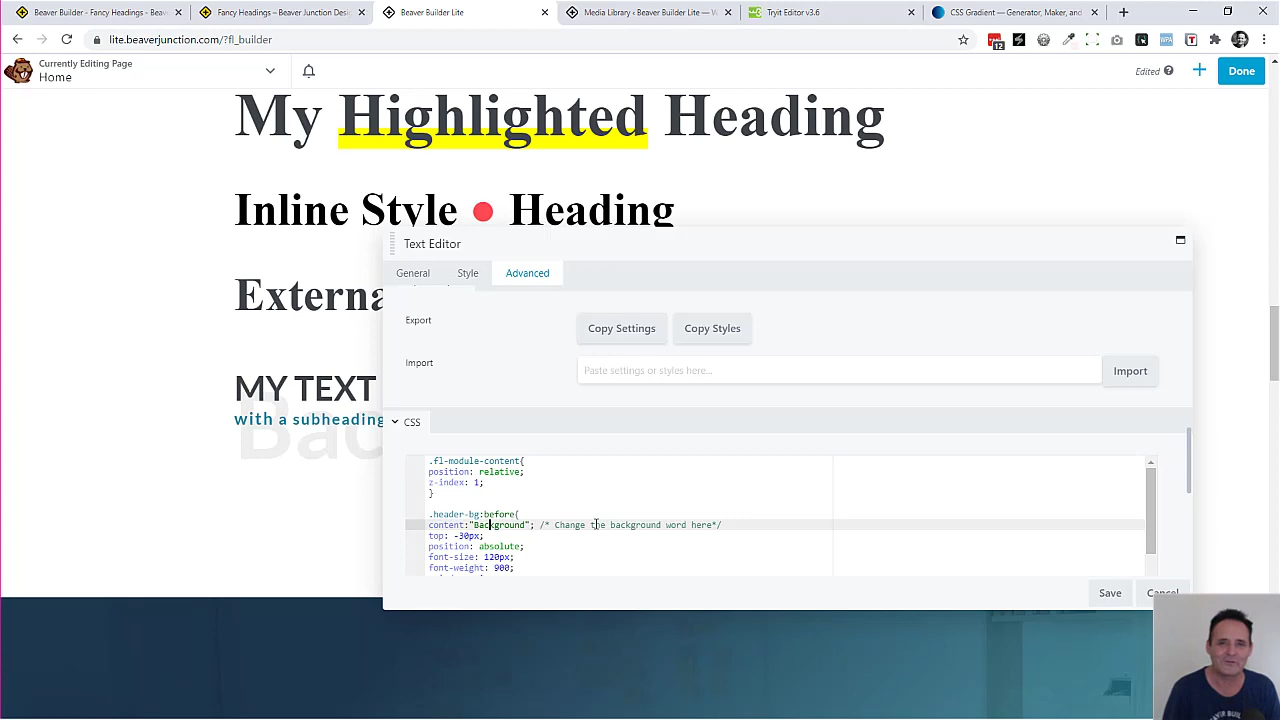 Beaver Builder - Fancy Headings – Beav
Fancy Headings – Beaver Junction Desig
Beaver Builder Lite
Media Library ‹ Beaver Builder Lite — W
Tryit Editor v3.6
CSS Gradient — Generator, Maker, and
lite.beaverjunction.com/?fl_builder
12
Currently Editing Page
Home
Edited
Done
My Highlighted Heading
Inline Style Heading
Externa
MY TEXT
with a subheading
Bac
Text Editor
General
Style
Advanced
Export
Copy Settings
Copy Styles
Import
Paste settings or styles here...
Import
CSS
.fl-module-content{
position: relative;
z-index: 1;
}
.header-bg:before{
content:"Background"; /* Change the background word here*/
top: -30px;
position: absolute;
font-size: 120px;
font-weight: 900;
Save
Cancel